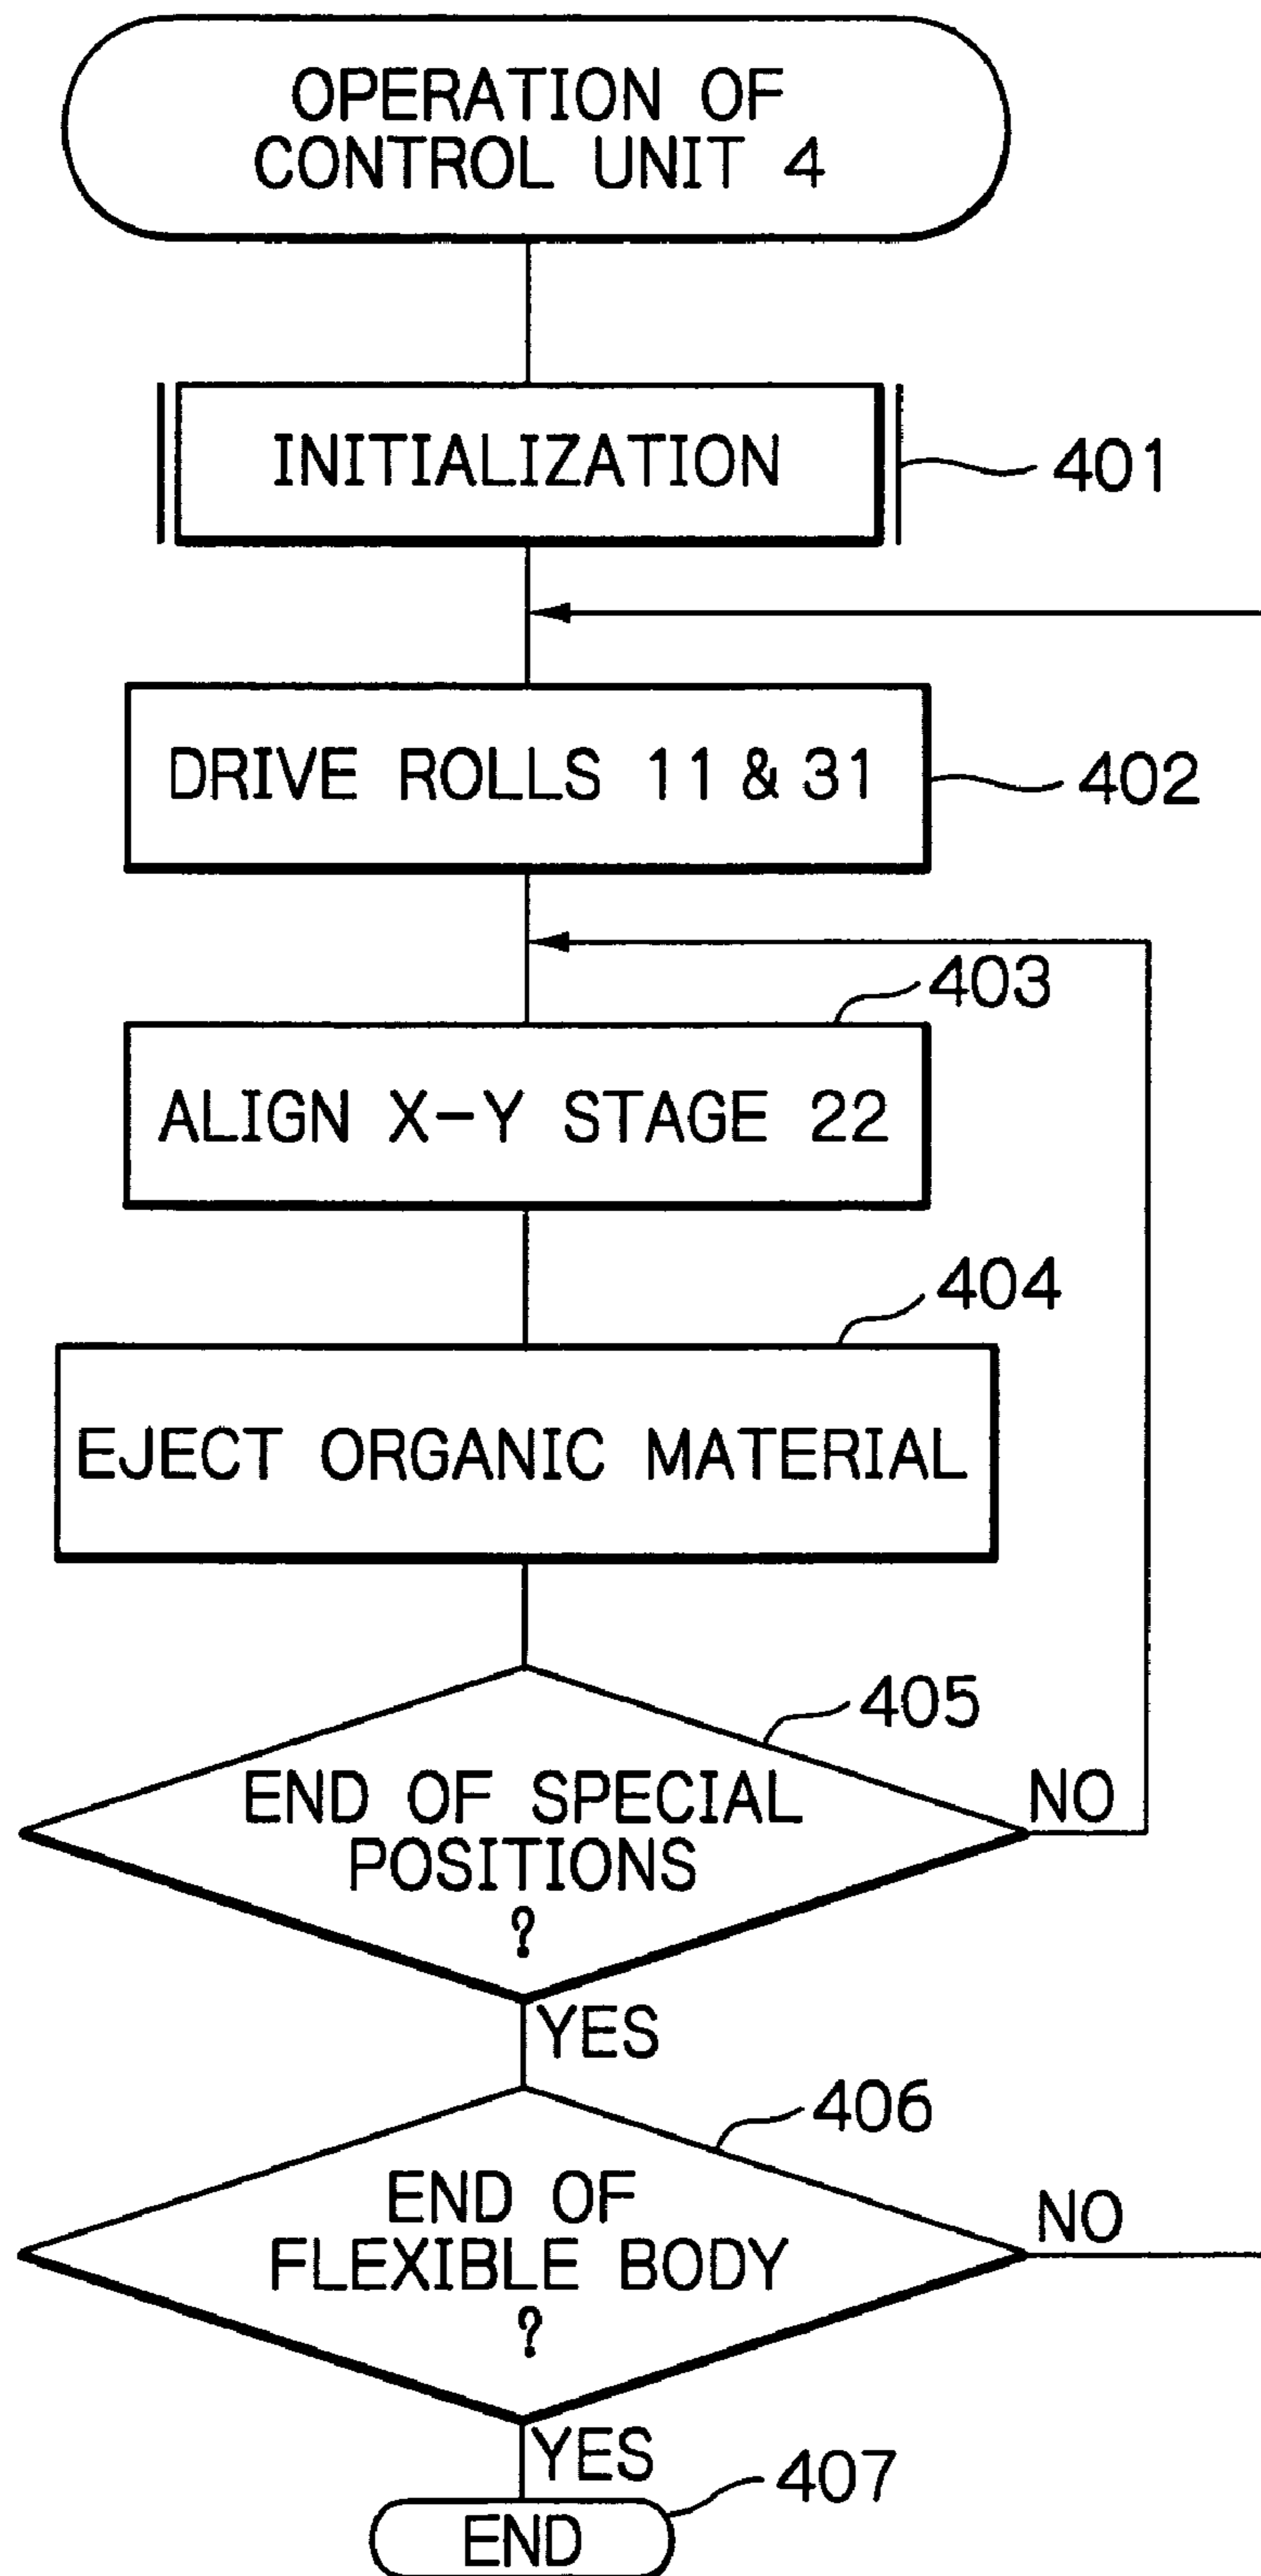 OPERATION OF
CONTROL UNIT 4
INITIALIZATION
401
DRIVE ROLLS 11 & 31
402
403
ALIGN X-Y STAGE 22
404
EJECT ORGANIC MATERIAL
405
END OF SPECIAL
POSITIONS
?
NO
YES
406
END OF
FLEXIBLE BODY
?
NO
YES
407
END